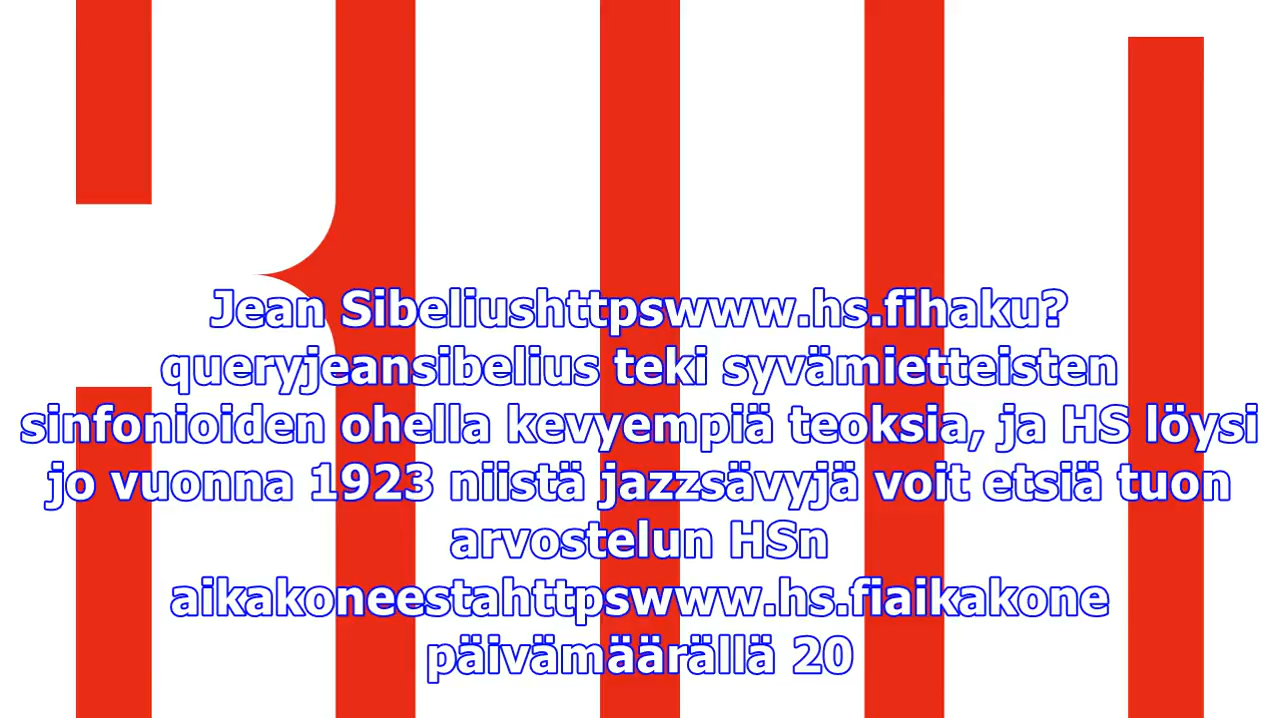 Jean Sibeliushttpswww.hs.fihaku?
queryjeansibelius teki syvämietteisten
sinfonioiden ohella kevyempiä teoksia, ja HS löysi
jo vuonna 1923 niistä jazzsävyjä voit etsiä tuon
arvostelun HSn
aikakoneestahttpswww.hs.fiaikakone
päivämäärällä 20